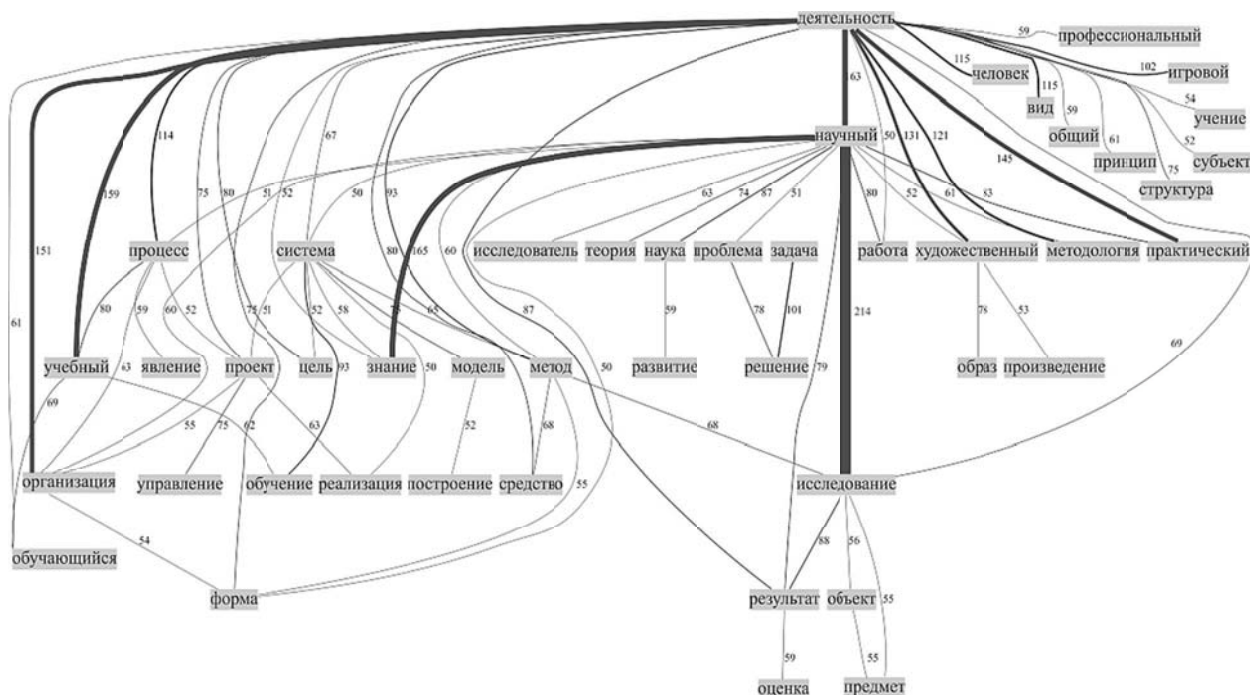 деятельность
59
профессиональный
115
человек
102
игровой
63
115
вид
54
учение
114
67
59
общий
научный
50
131
121
61
принцип
52
субъект
145
75
структура
159
75
80
51
52
50
93
63
74
87
51
80
52
61
63
151
процесс
система
165
80
60
исследователь
теория
наука
проблема
задача
работа
художественный
методология
практический
80
59
60
52
75
51
52
58
75
65
87
59
78
101
214
78
53
61
63
93
50
50
79
69
учебный
явление
проект
цель
знание
модель
метод
развитие
решение
образ
произведение
69
55
75
62
63
52
68
68
организация
управление
обучение
реализация
построение
средство
55
исследование
54
88
56
обучающийся
форма
результат
объект
55
59
55
оценка
предмет